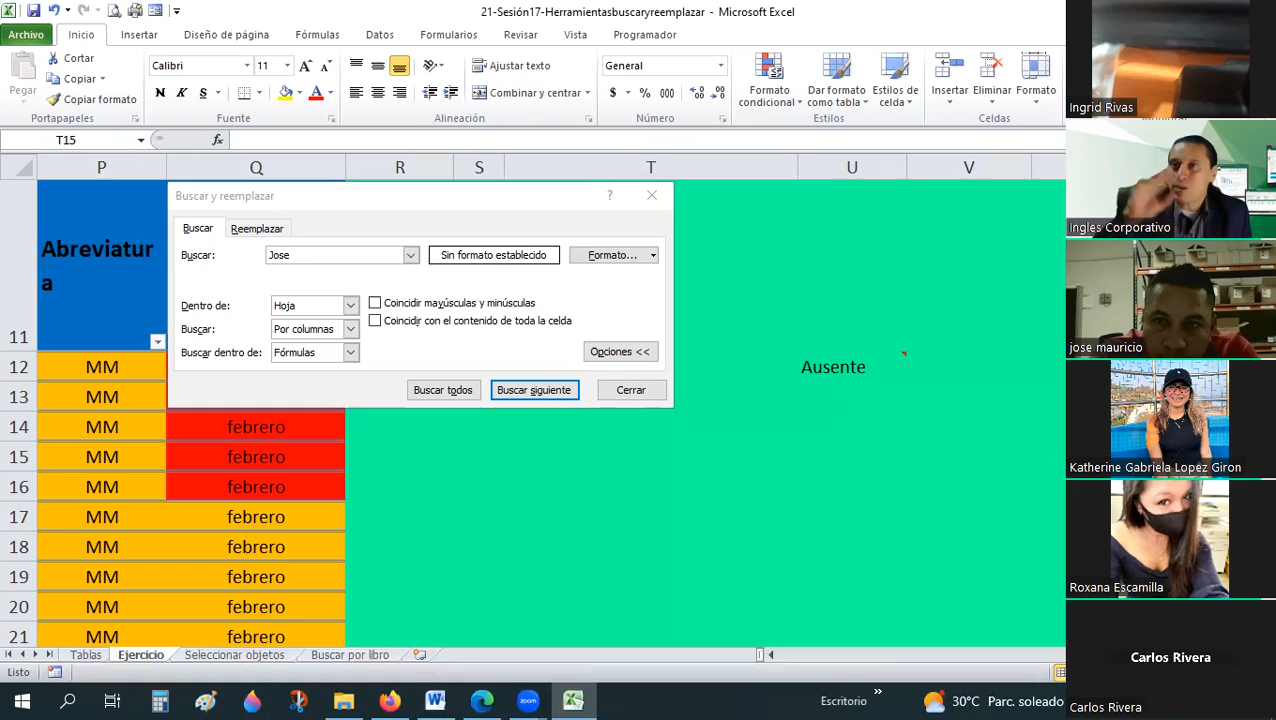 21-Sesión17-Herramientasbuscaryreemplazar - Microsoft Excel
Archivo Inicio Insertar Diseño de página Fórmulas Datos Formularios Revisar Vista Programador
Cortar
Copiar
Copiar formato
Pegar
Portapapeles
Calibri 11
N K S
Fuente
Ajustar texto
Combinar y centrar
Alineación
General
$ % 000
Número
Formato condicional
Dar formato como tabla
Estilos de celda
Estilos
Insertar Eliminar Formato
Celdas
T15 fx
P Q R S T U V
11 Abreviatura
12 MM
13 MM
14 MM febrero
15 MM febrero
16 MM febrero
17 MM febrero
18 MM febrero
19 MM febrero
20 MM febrero
21 MM febrero
Ausente
Buscar y reemplazar ?
Buscar Reemplazar
Buscar: Jose Sin formato establecido Formato...
Dentro de: Hoja Coincidir mayúsculas y minúsculas
Buscar: Por columnas Coincidir con el contenido de toda la celda
Buscar dentro de: Fórmulas Opciones <<
Buscar todos Buscar siguiente Cerrar
Tablas Ejercicio Seleccionar objetos Buscar por libro
Listo
zoom
Escritorio » 30°C Parc. soleado
Ingrid Rivas
Ingles Corporativo
jose mauricio
Katherine Gabriela Lopez Giron
Roxana Escamilla
Carlos Rivera
Carlos Rivera